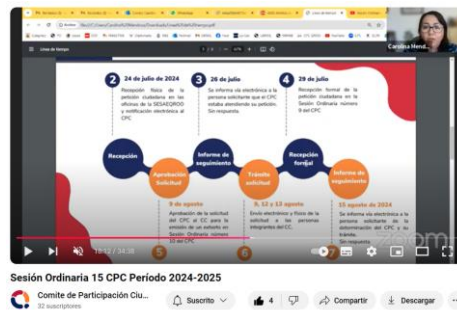 Línea de tiempo
Carolina Hend...
2 24 de julio de 2024
Recepción física de la petición ciudadana en las oficinas de la SESAEQROO y notificación electrónica al CPC
3 26 de julio
Se informa vía electrónica a la persona solicitante que el CPC estaba atendiendo su petición.
Sin respuesta
4 29 de julio
Recepción formal de la petición ciudadana en la Sesión Ordinaria número 9 del CPC
Recepción
Aprobación Solicitud
Informe de seguimiento
Trámite solicitud
Recepción formal
Informe de seguimiento
9 de agosto
Aprobación de la solicitud del CPC al CC para la emisión de un exhorto en Sesión Ordinaria número 10 del CPC
5
9, 12 y 13 agosto
Envío electrónico y físico de la solicitud a las personas integrantes del CC.
6
15 agosto de 2024
Se informa vía electrónica a la persona solicitante de la determinación del CPC y su trámite.
Sin respuesta
7
zoom
Sesión Ordinaria 15 CPC Período 2024-2025
Comite de Participación Ciu...
32 suscriptores
Suscrito
4
Compartir
Descargar